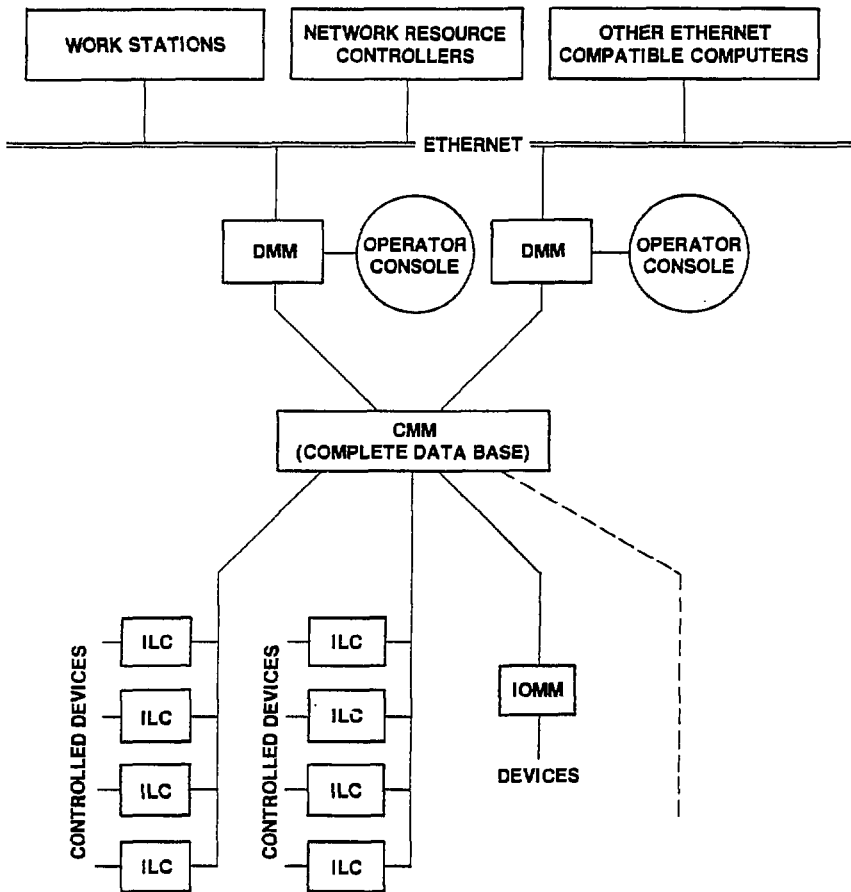 WORK STATIONS
NETWORK RESOURCE
CONTROLLERS
OTHER ETHERNET
COMPATIBLE COMPUTERS
ETHERNET
DMM
OPERATOR
CONSOLE
DMM
OPERATOR
CONSOLE
CMM
(COMPLETE DATA BASE)
CONTROLLED DEVICES
ILC
ILC
ILC
ILC
CONTROLLED DEVICES
ILC
ILC
ILC
ILC
IOMM
DEVICES